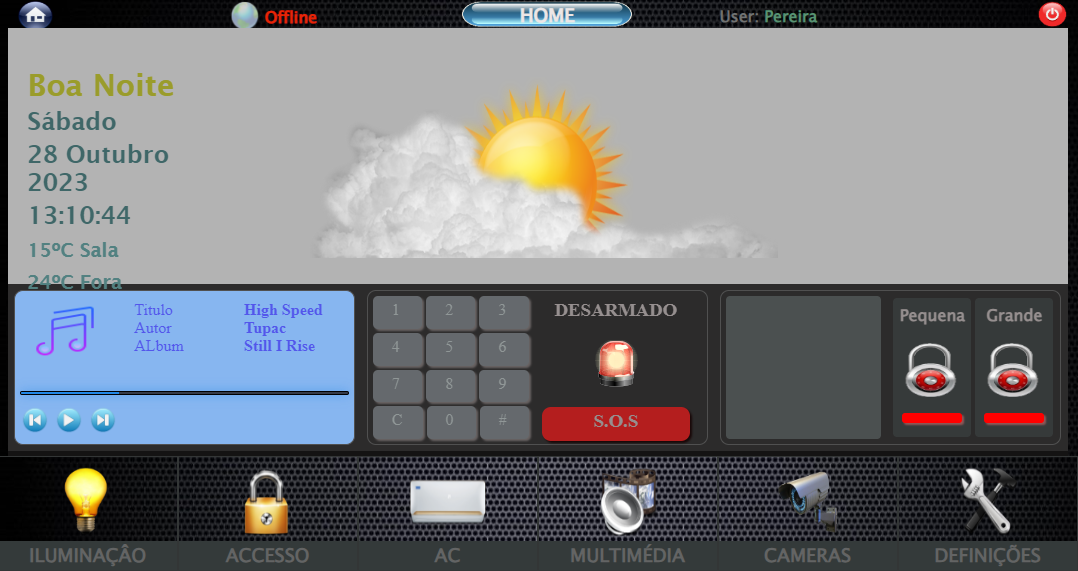 Offline
HOME
User: Pereira
Boa Noite
Sábado
28 Outubro
2023
13:10:44
15ºC Sala
24ºC Fora
Titulo High Speed
Autor Tupac
ALbum Still I Rise
1 2 3
4 5 6
7 8 9
C 0 #
DESARMADO
S.O.S
Pequena Grande
ILUMINAÇÂO ACCESSO AC MULTIMÉDIA CAMERAS DEFINIÇÕES